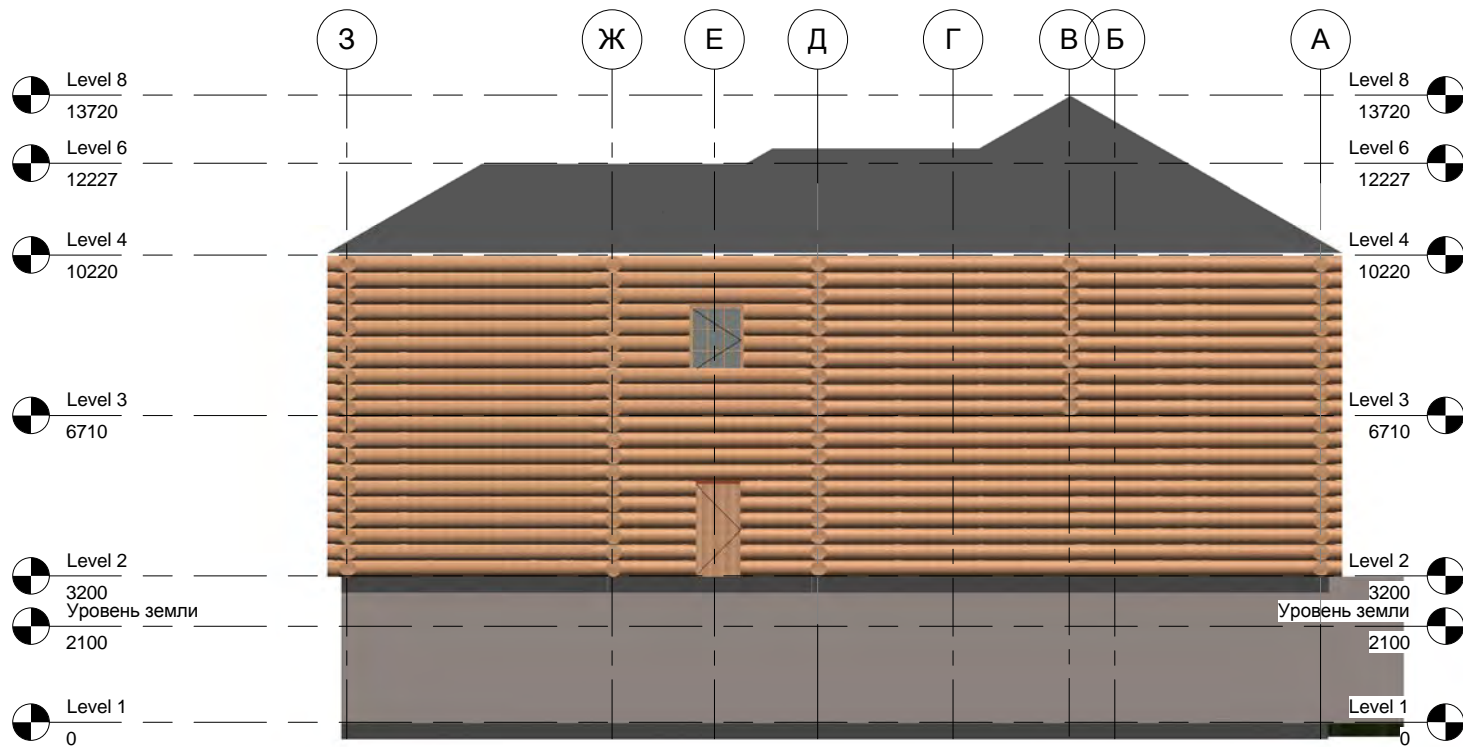 З Ж Е Д Г В Б А
Level 8 Level 8
13720 13720
Level 6 Level 6
12227 12227
Level 4 Level 4
10220 10220
Level 3 Level 3
6710 6710
Level 2 Level 2
3200 3200
Уровень земли Уровень земли
2100 2100
Level 1 Level 1
0 0